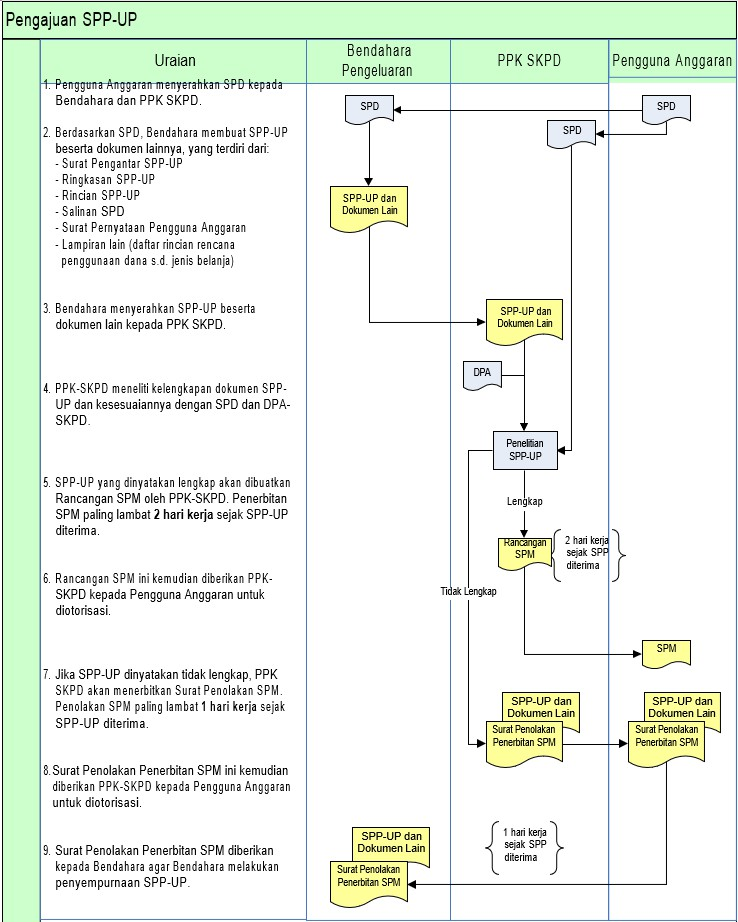 Pengajuan SPP-UP
Uraian
Bendahara
Pengeluaran
PPK SKPD
Pengguna Anggaran
1. Pengguna Anggaran menyerahkan SPD kepada
Bendahara dan PPK SKPD.
2. Berdasarkan SPD, Bendahara membuat SPP-UP
beserta dokumen lainnya, yang terdiri dari:
- Surat Pengantar SPP-UP
- Ringkasan SPP-UP
- Rincian SPP-UP
- Salinan SPD
- Surat Pernyataan Pengguna Anggaran
- Lampiran lain (daftar rincian rencana
penggunaan dana s.d. jenis belanja)
3. Bendahara menyerahkan SPP-UP beserta
dokumen lain kepada PPK SKPD.
4. PPK-SKPD meneliti kelengkapan dokumen SPP-
UP dan kesesuaiannya dengan SPD dan DPA-
SKPD.
5. SPP-UP yang dinyatakan lengkap akan dibuatkan
Rancangan SPM oleh PPK-SKPD. Penerbitan
SPM paling lambat 2 hari kerja sejak SPP-UP
diterima.
6. Rancangan SPM ini kemudian diberikan PPK-
SKPD kepada Pengguna Anggaran untuk
diotorisasi.
7. Jika SPP-UP dinyatakan tidak lengkap, PPK
SKPD akan menerbitkan Surat Penolakan SPM.
Penolakan SPM paling lambat 1 hari kerja sejak
SPP-UP diterima.
8. Surat Penolakan Penerbitan SPM ini kemudian
diberikan PPK-SKPD kepada Pengguna Anggaran
untuk diotorisasi.
9. Surat Penolakan Penerbitan SPM diberikan
kepada Bendahara agar Bendahara melakukan
penyempurnaan SPP-UP.
SPD
SPD
SPD
SPP-UP dan
Dokumen Lain
SPP-UP dan
Dokumen Lain
DPA
Penelitian
SPP-UP
Lengkap
Rancangan
SPM
2 hari kerja
sejak SPP
diterima
Tidak Lengkap
SPM
SPP-UP dan
Dokumen Lain
Surat Penolakan
Penerbitan SPM
SPP-UP dan
Dokumen Lain
Surat Penolakan
Penerbitan SPM
SPP-UP dan
Dokumen Lain
Surat Penolakan
Penerbitan SPM
1 hari kerja
sejak SPP
diterima